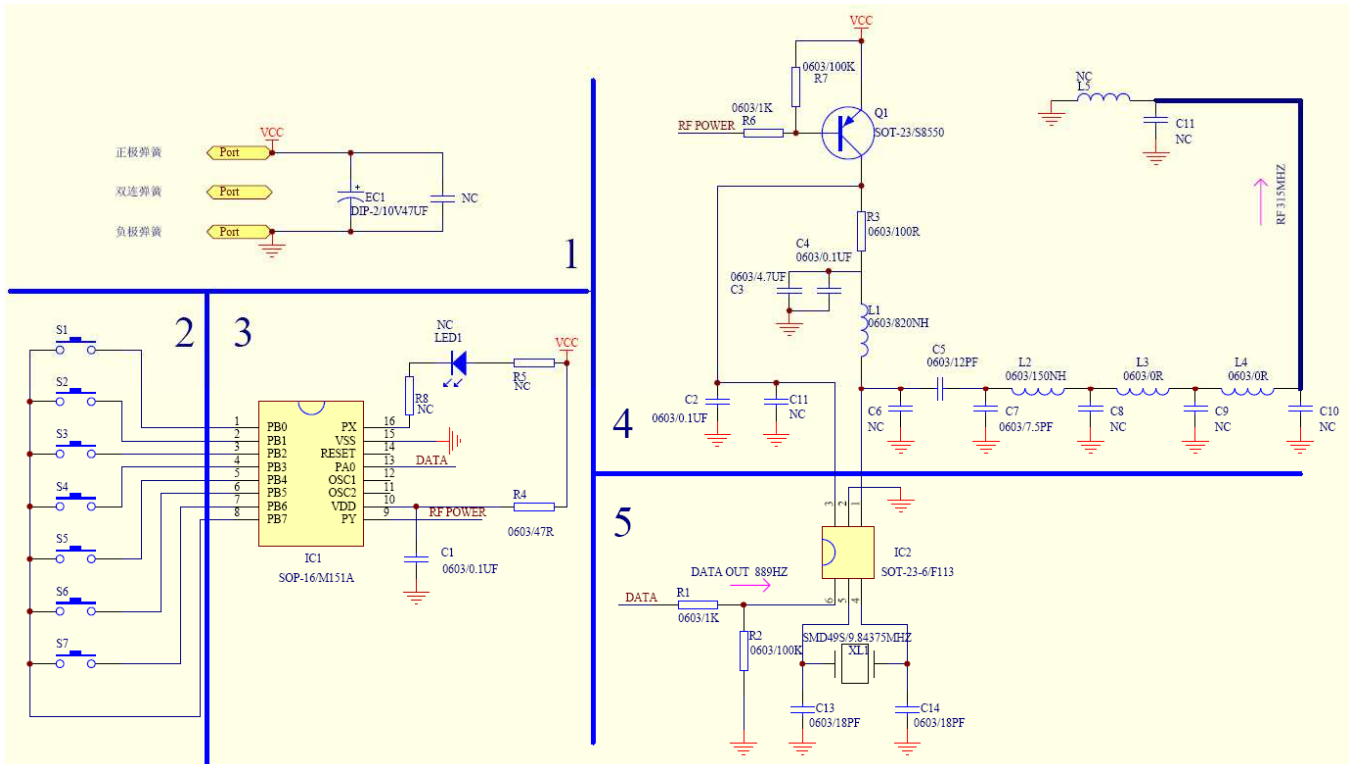 VCC
正极弹簧
Port
双连弹簧
Port
负极弹簧
Port
EC1
DIP-2/10V47UF
NC
1
2
S1
S2
S3
S4
S5
S6
S7
3
NC
LED1
R5
NC
VCC
R8
NC
1 PB0 PX 16
2 PB1 VSS 15
3 PB2 RESET 14
4 PB3 PA0 13 DATA
5 PB4 OSC1 12
6 PB5 OSC2 11
7 PB6 VDD 10
8 PB7 PY 9 RF POWER
R4
0603/47R
C1
0603/0.1UF
IC1
SOP-16/M151A
VCC
0603/100K
R7
0603/1K
R6
RF POWER
Q1
SOT-23/S8550
R3
0603/100R
C4
0603/0.1UF
0603/4.7UF
C3
L1
0603/820NH
C2
0603/0.1UF
C11
NC
C5
0603/12PF
C6
NC
C7
0603/7.5PF
L2
0603/150NH
C8
NC
L3
0603/0R
C9
NC
L4
0603/0R
C10
NC
NC
L5
C11
NC
RF 315MHZ
4
5
3 2 1
IC2
SOT-23-6/F113
6 5 4
DATA OUT 889HZ
DATA
R1
0603/1K
R2
0603/100K
SMD49S/9.84375MHZ
XL1
C13
0603/18PF
C14
0603/18PF